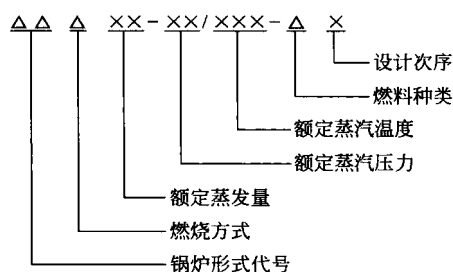 △△ △ ××-××/×××-△ ×
设计次序
燃料种类
额定蒸汽温度
额定蒸汽压力
额定蒸发量
燃烧方式
锅炉形式代号